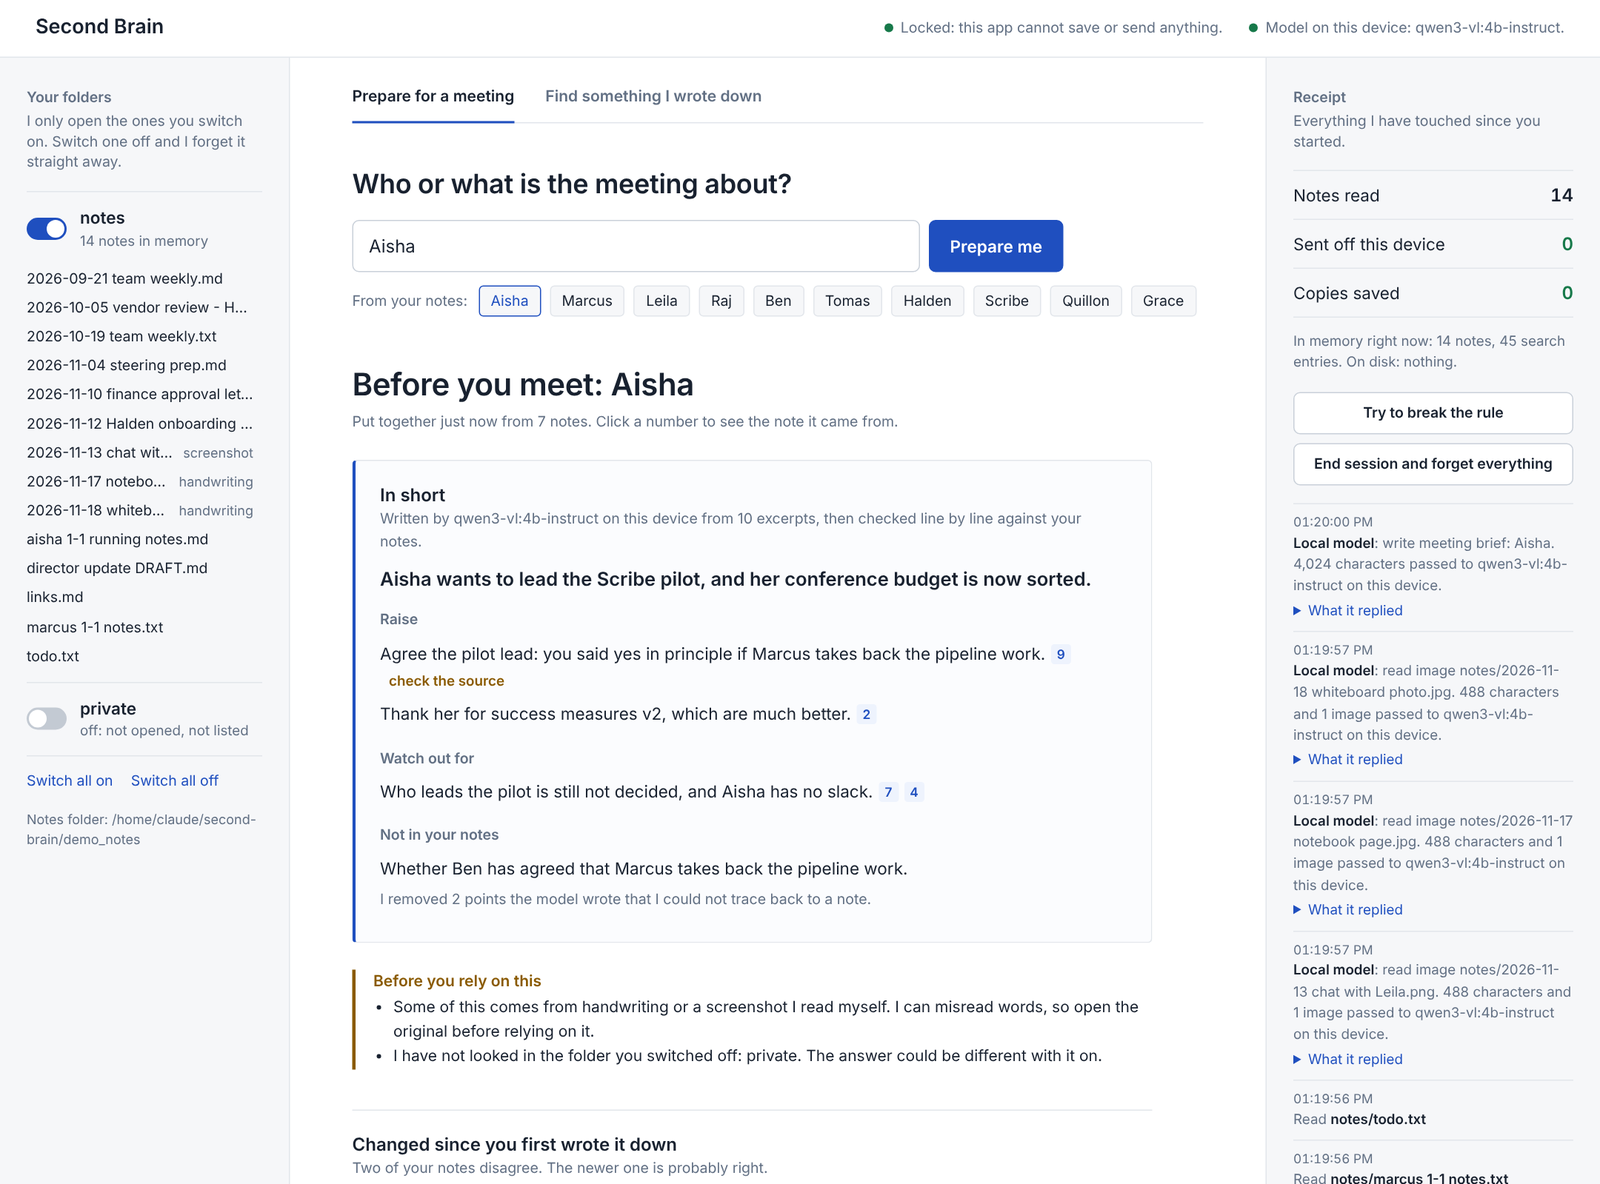 Second Brain
Locked: this app cannot save or send anything.
Model on this device: qwen3-vl:4b-instruct.
Your folders
I only open the ones you switch
on. Switch one off and I forget it
straight away.
notes
14 notes in memory
2026-09-21 team weekly.md
2026-10-05 vendor review - H...
2026-10-19 team weekly.txt
2026-11-04 steering prep.md
2026-11-10 finance approval let...
2026-11-12 Halden onboarding ...
2026-11-13 chat wit... screenshot
2026-11-17 notebo... handwriting
2026-11-18 whiteb... handwriting
aisha 1-1 running notes.md
director update DRAFT.md
links.md
marcus 1-1 notes.txt
todo.txt
private
off: not opened, not listed
Switch all on Switch all off
Notes folder: /home/claude/second-
brain/demo_notes
Prepare for a meeting Find something I wrote down
Who or what is the meeting about?
Aisha Prepare me
From your notes: Aisha Marcus Leila Raj Ben Tomas Halden Scribe Quillon Grace
Before you meet: Aisha
Put together just now from 7 notes. Click a number to see the note it came from.
In short
Written by qwen3-vl:4b-instruct on this device from 10 excerpts, then checked line by line against your
notes.
Aisha wants to lead the Scribe pilot, and her conference budget is now sorted.
Raise
Agree the pilot lead: you said yes in principle if Marcus takes back the pipeline work. 9
check the source
Thank her for success measures v2, which are much better. 2
Watch out for
Who leads the pilot is still not decided, and Aisha has no slack. 7 4
Not in your notes
Whether Ben has agreed that Marcus takes back the pipeline work.
I removed 2 points the model wrote that I could not trace back to a note.
Before you rely on this
• Some of this comes from handwriting or a screenshot I read myself. I can misread words, so open the
original before relying on it.
• I have not looked in the folder you switched off: private. The answer could be different with it on.
Changed since you first wrote it down
Two of your notes disagree. The newer one is probably right.
Receipt
Everything I have touched since you
started.
Notes read 14
Sent off this device 0
Copies saved 0
In memory right now: 14 notes, 45 search
entries. On disk: nothing.
Try to break the rule
End session and forget everything
01:20:00 PM
Local model: write meeting brief: Aisha.
4,024 characters passed to qwen3-vl:4b-
instruct on this device.
What it replied
01:19:57 PM
Local model: read image notes/2026-11-
18 whiteboard photo.jpg. 488 characters
and 1 image passed to qwen3-vl:4b-
instruct on this device.
What it replied
01:19:57 PM
Local model: read image notes/2026-11-17
notebook page.jpg. 488 characters and 1
image passed to qwen3-vl:4b-instruct on
this device.
What it replied
01:19:57 PM
Local model: read image notes/2026-11-
13 chat with Leila.png. 488 characters and
1 image passed to qwen3-vl:4b-instruct
on this device.
What it replied
01:19:56 PM
Read notes/todo.txt
01:19:56 PM
Read notes/marcus 1-1 notes.txt